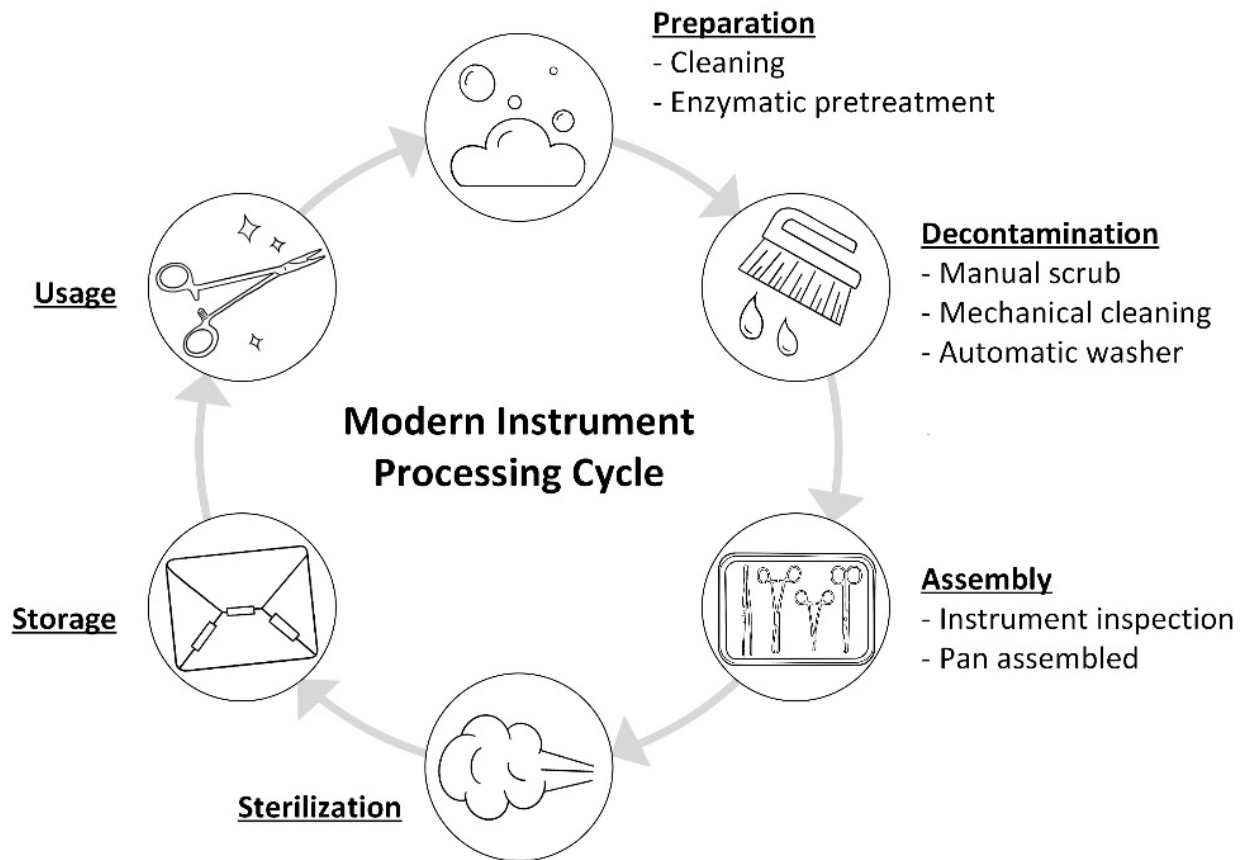 Preparation
- Cleaning
- Enzymatic pretreatment
Decontamination
- Manual scrub
- Mechanical cleaning
- Automatic washer
Usage
Modern Instrument
Processing Cycle
Assembly
- Instrument inspection
- Pan assembled
Storage
Sterilization